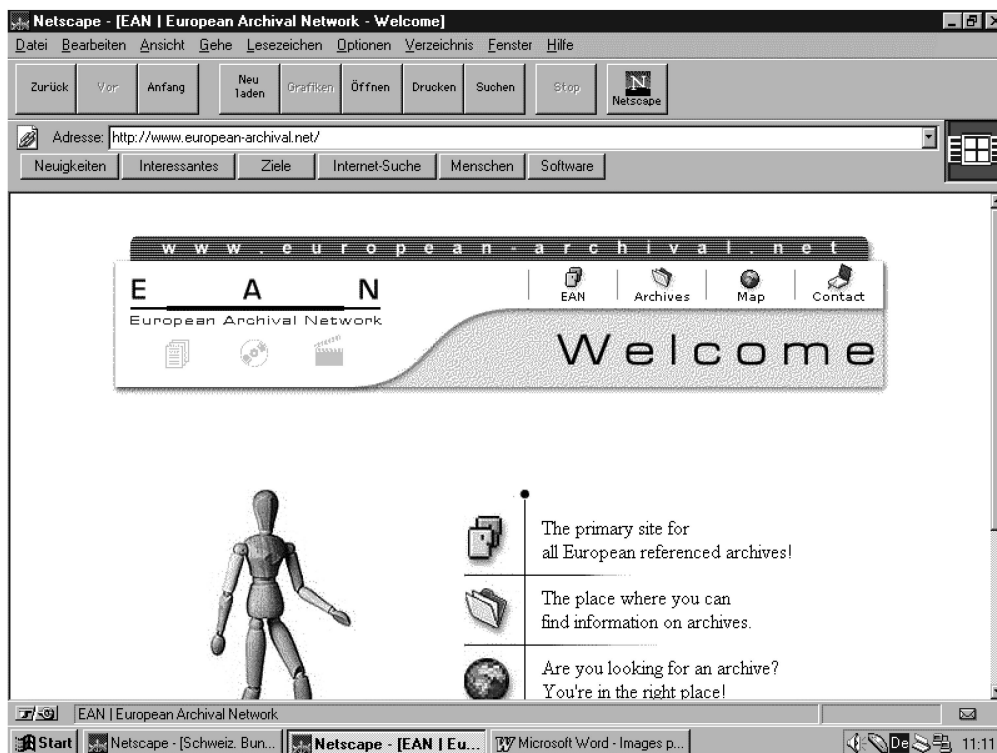 Netscape - [EAN | European Archival Network - Welcome]
Datei Bearbeiten Ansicht Gehe Lesezeichen Optionen Verzeichnis Fenster Hilfe
Zurück Vor Anfang Neu laden Grafiken Öffnen Drucken Suchen Stop Netscape
Adresse: http://www.european-archival.net/
Neuigkeiten Interessantes Ziele Internet-Suche Menschen Software
www.european-archival.net
E A N
European Archival Network
EAN Archives Map Contact
Welcome
The primary site for
all European referenced archives!
The place where you can
find information on archives.
Are you looking for an archive?
You're in the right place!
EAN | European Archival Network
Start Netscape - [Schweiz. Bun... Netscape - [EAN | Eu... Microsoft Word - Images p... De 11:11